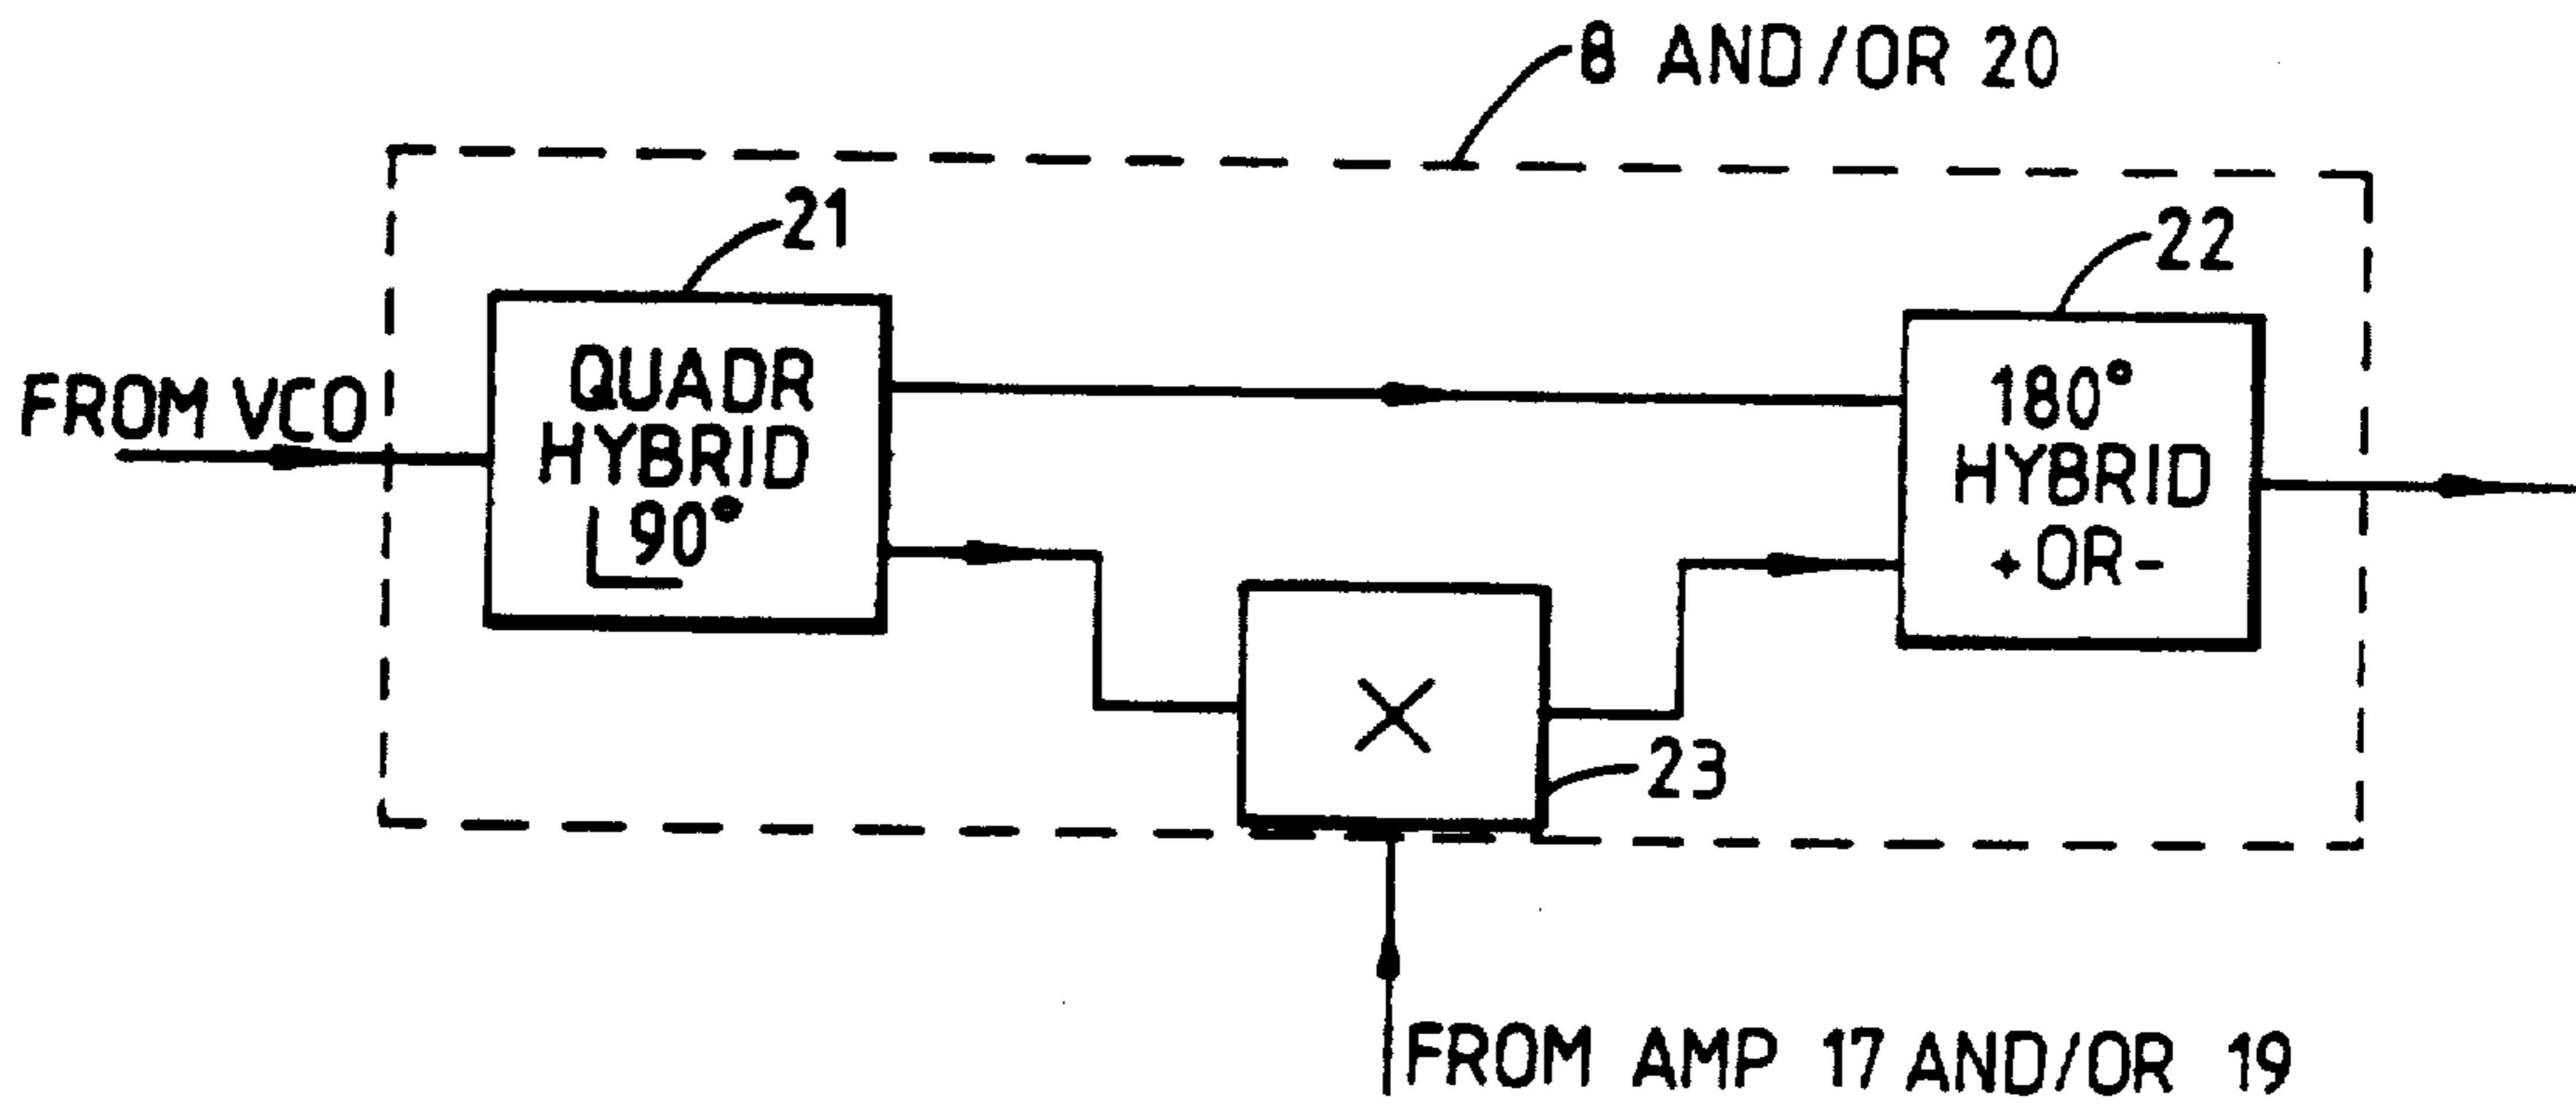 8 AND/OR 20
21
22
FROM VCO
QUADR
HYBRID
90°
180°
HYBRID
+OR-
×
23
FROM AMP 17 AND/OR 19